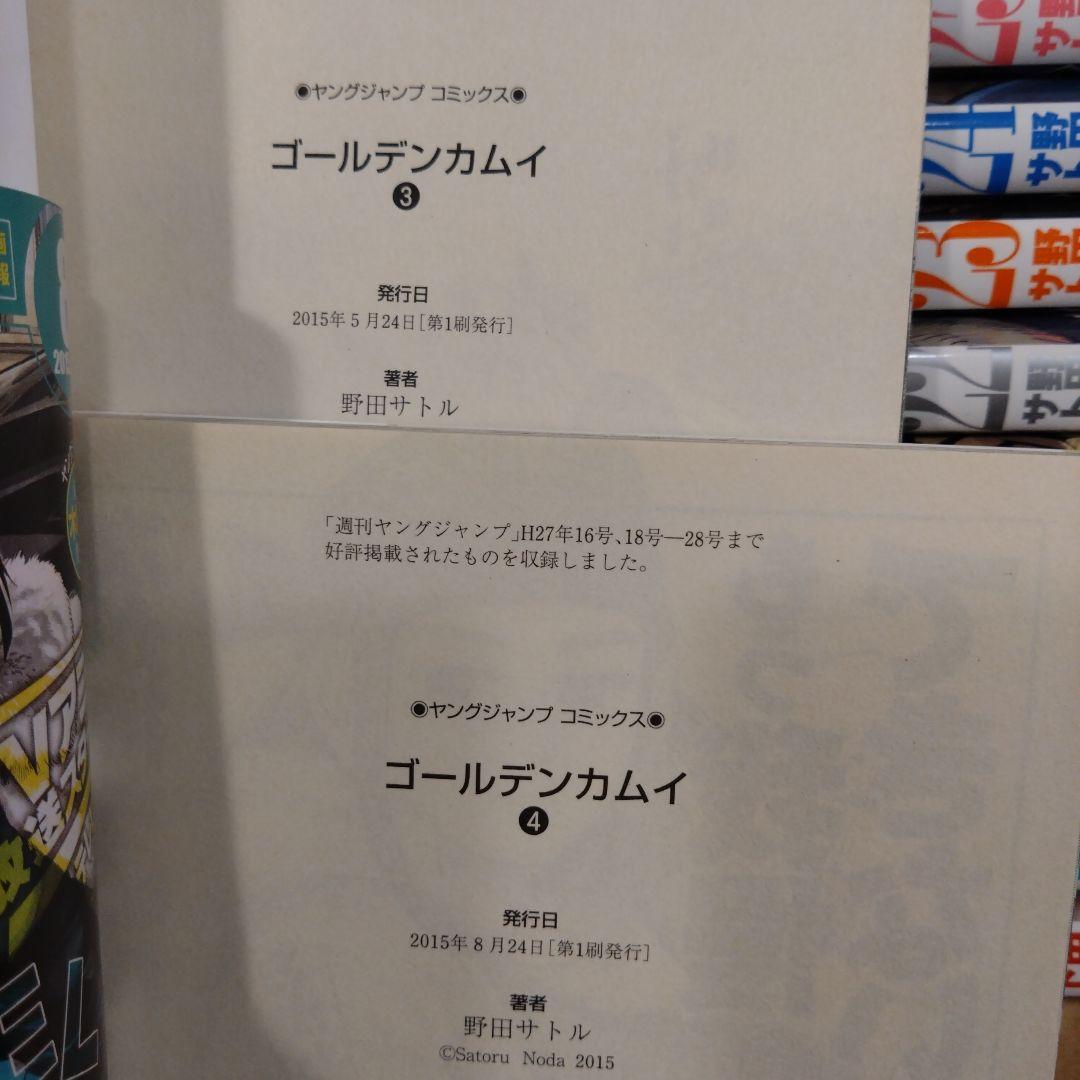 ◉ヤングジャンプ コミックス◉
ゴールデンカムイ
❸
発行日
2015年5月24日[第1刷発行]
著者
野田サトル
「週刊ヤングジャンプ」H27年16号、18号―28号まで
好評掲載されたものを収録しました。
◉ヤングジャンプ コミックス◉
ゴールデンカムイ
❹
発行日
2015年8月24日[第1刷発行]
著者
野田サトル
©Satoru Noda 2015
24
23
22